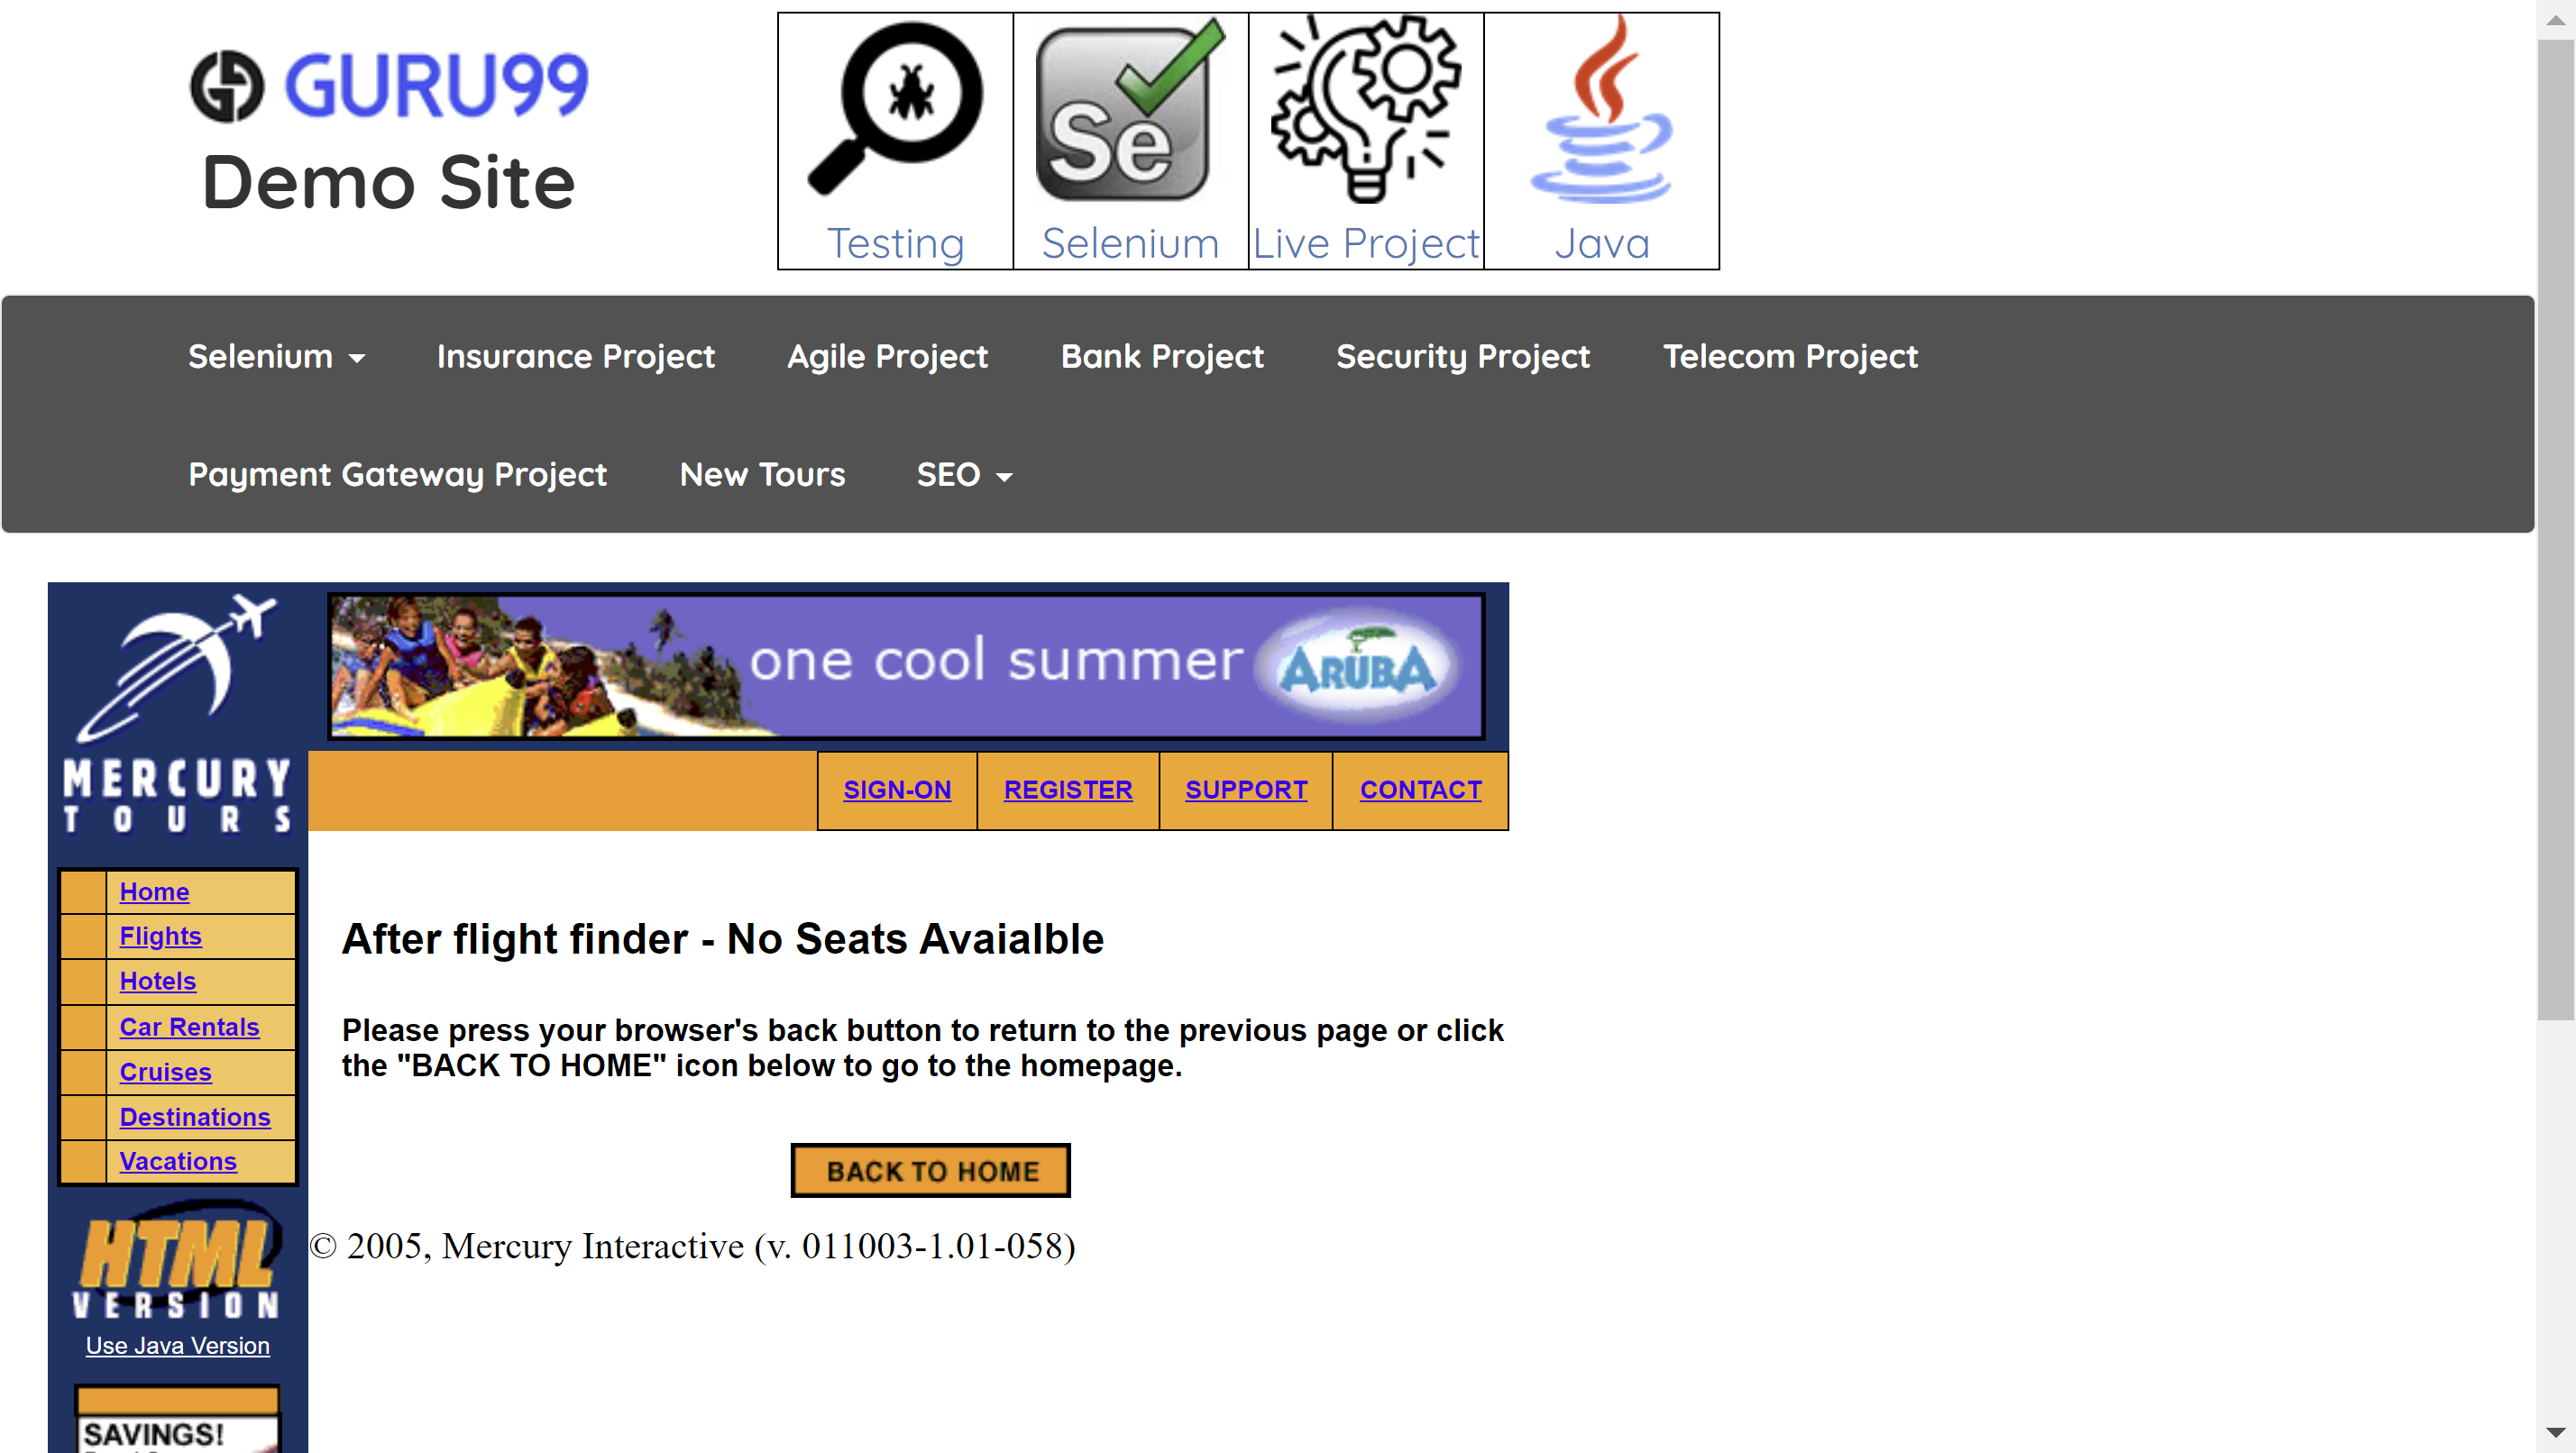 GURU99
Demo Site
Testing
Selenium
Live Project
Java
Se
Selenium
Insurance Project
Agile Project
Bank Project
Security Project
Telecom Project
Payment Gateway Project
New Tours
SEO
MERCURY
TOURS
one cool summer
ARUBA
SIGN-ON
REGISTER
SUPPORT
CONTACT
Home
Flights
Hotels
Car Rentals
Cruises
Destinations
Vacations
After flight finder - No Seats Avaialble
Please press your browser's back button to return to the previous page or click
the "BACK TO HOME" icon below to go to the homepage.
BACK TO HOME
© 2005, Mercury Interactive (v. 011003-1.01-058)
HTML
VERSION
Use Java Version
SAVINGS!